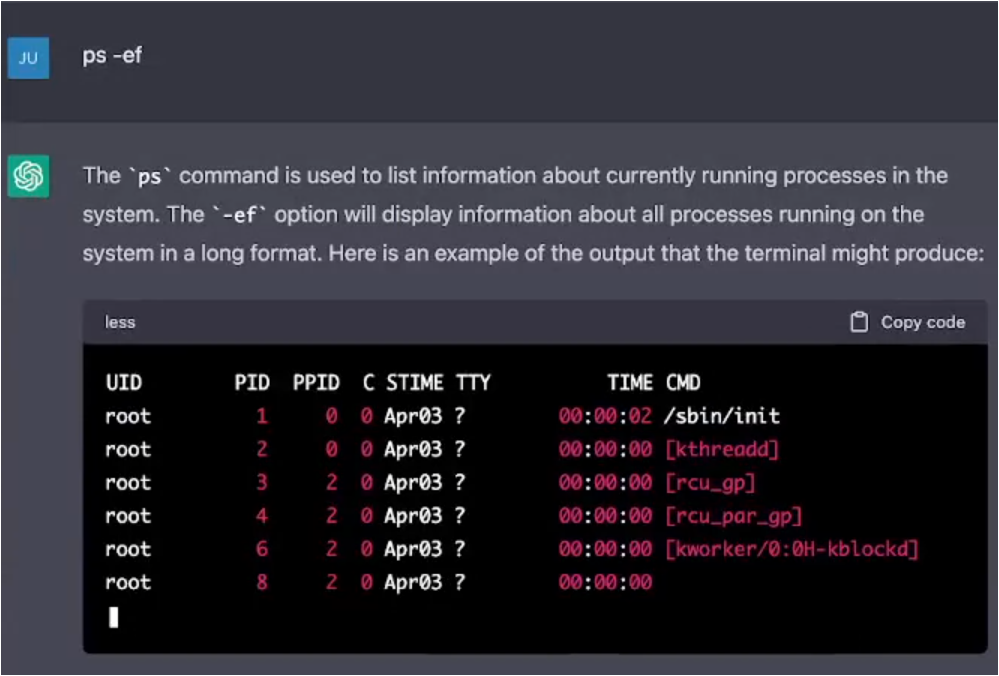 JU
ps -ef
The `ps` command is used to list information about currently running processes in the
system. The `-ef` option will display information about all processes running on the
system in a long format. Here is an example of the output that the terminal might produce:
less Copy code
UID PID PPID C STIME TTY TIME CMD
root 1 0 0 Apr03 ? 00:00:02 /sbin/init
root 2 0 0 Apr03 ? 00:00:00 [kthreadd]
root 3 2 0 Apr03 ? 00:00:00 [rcu_gp]
root 4 2 0 Apr03 ? 00:00:00 [rcu_par_gp]
root 6 2 0 Apr03 ? 00:00:00 [kworker/0:0H-kblockd]
root 8 2 0 Apr03 ? 00:00:00